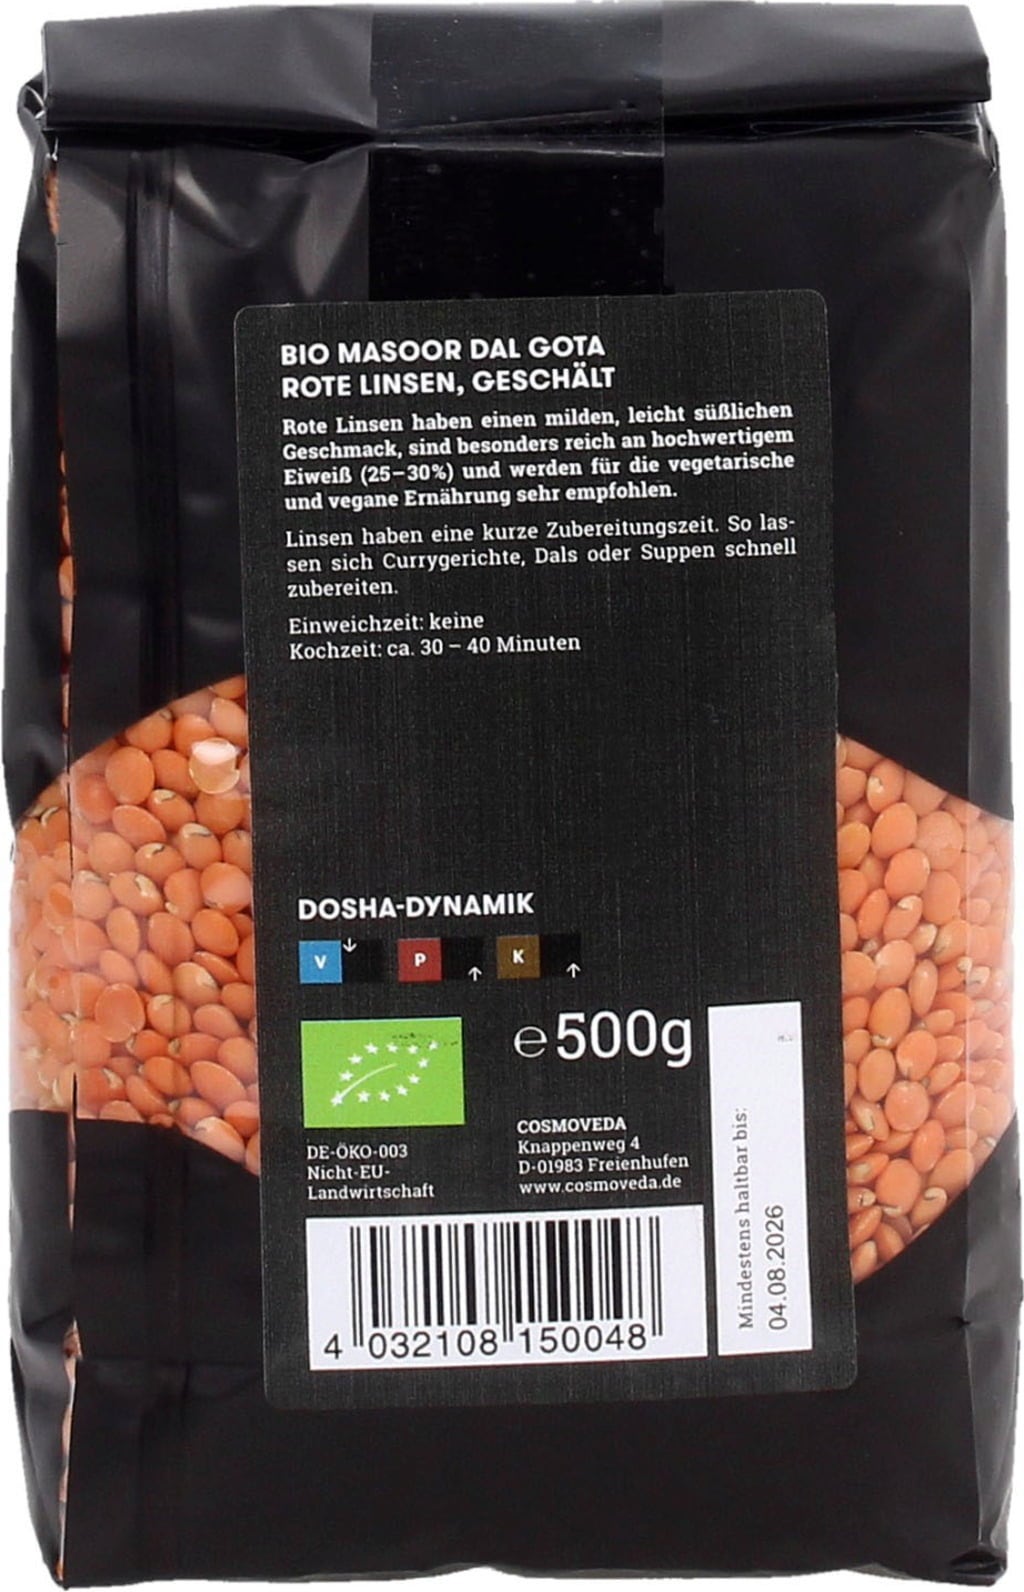 BIO MASOOR DAL GOTA
ROTE LINSEN, GESCHÄLT
Rote Linsen haben einen milden, leicht süßlichen
Geschmack, sind besonders reich an hochwertigem
Eiweiß (25–30%) und werden für die vegetarische
und vegane Ernährung sehr empfohlen.
Linsen haben eine kurze Zubereitungszeit. So las-
sen sich Currygerichte, Dals oder Suppen schnell
zubereiten.
Einweichzeit: keine
Kochzeit: ca. 30 – 40 Minuten
DOSHA-DYNAMIK
V ↓ P ↑ K ↑
℮500g
DE-ÖKO-003
Nicht-EU-
Landwirtschaft
COSMOVEDA
Knappenweg 4
D-01983 Freienhufen
www.cosmoveda.de
Mindestens haltbar bis:
04.08.2026
4 032108 150048